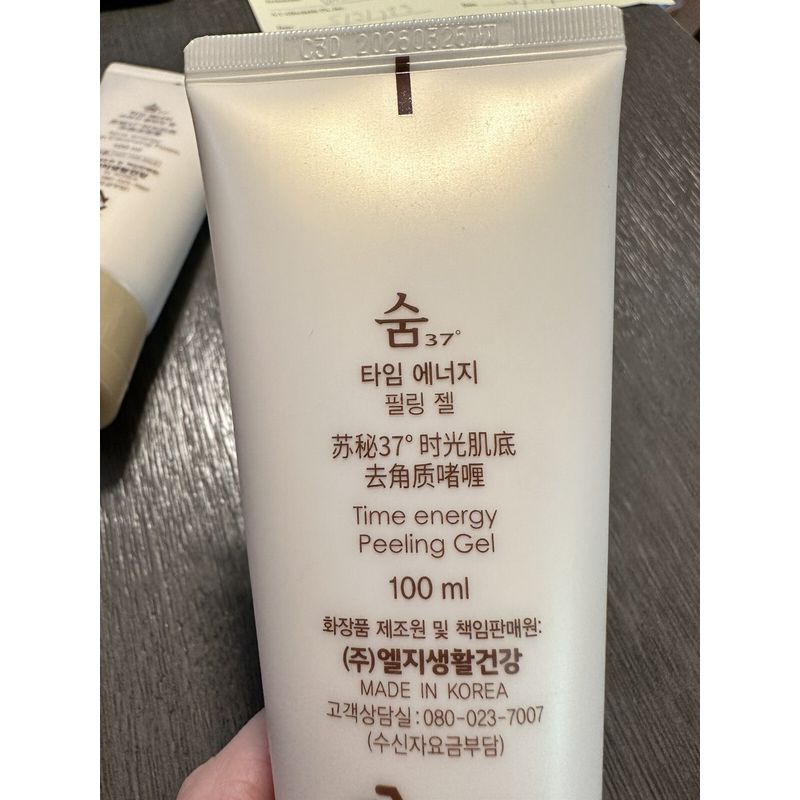 숨37°
타임 에너지
필링 젤
苏秘37° 时光肌底
去角质啫喱
Time energy
Peeling Gel
100 ml
화장품 제조원 및 책임판매원:
(주)엘지생활건강
MADE IN KOREA
고객상담실:080-023-7007
(수신자요금부담)